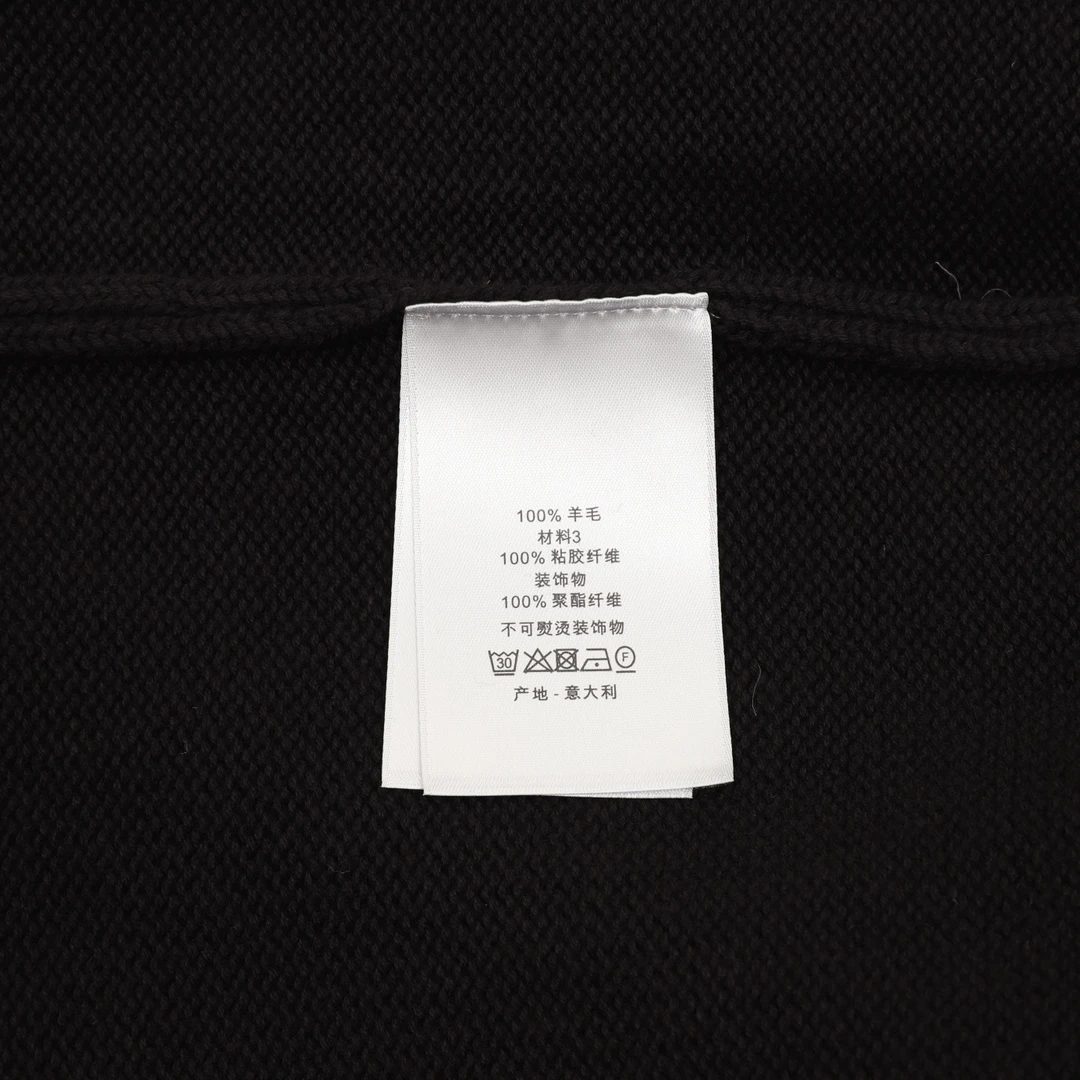 100% 羊毛
材料3
100% 粘胶纤维
装饰物
100% 聚酯纤维
不可熨烫装饰物
30 F
产地 - 意大利